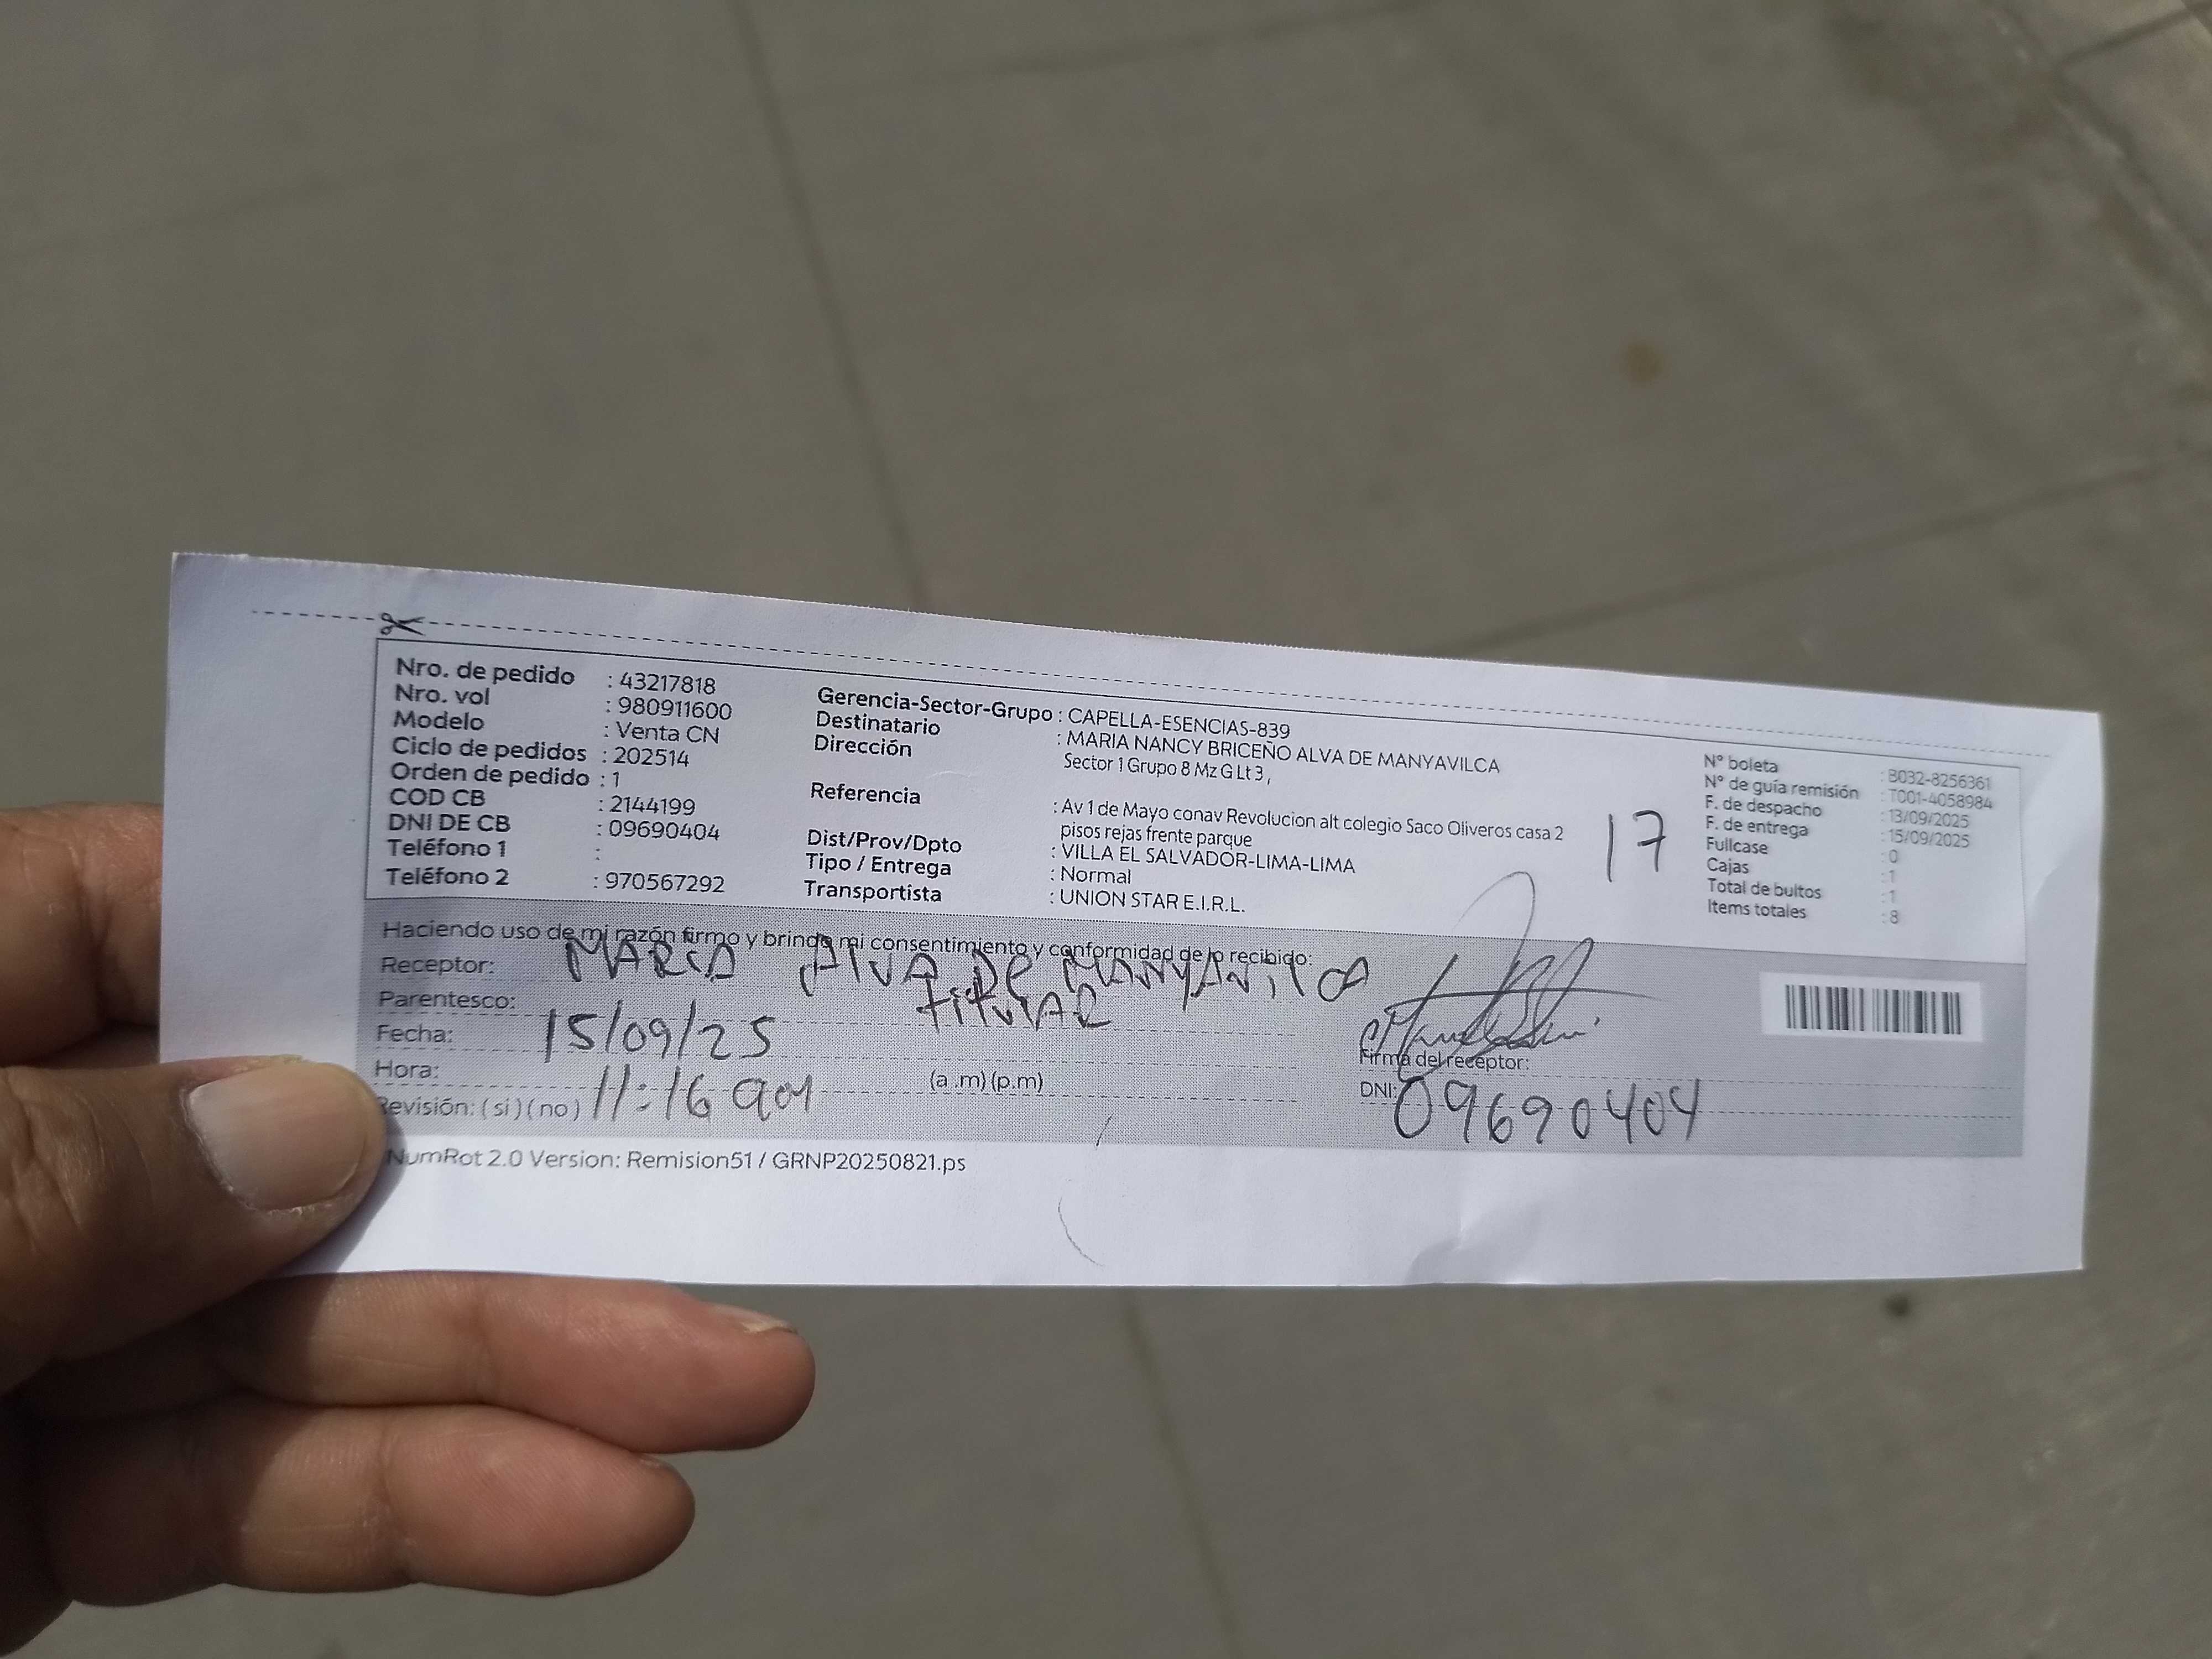 Nro. de pedido : 43217818
Nro. vol : 980911600
Modelo : Venta CN
Ciclo de pedidos : 202514
Orden de pedido : 1
COD CB : 2144199
DNI DE CB : 09690404
Teléfono 1 :
Teléfono 2 : 970567292
Gerencia-Sector-Grupo : CAPELLA-ESENCIAS-839
Destinatario : MARIA NANCY BRICEÑO ALVA DE MANYAVILCA
Dirección Sector 1 Grupo 8 Mz G Lt 3 ,
Referencia : Av 1 de Mayo conav Revolucion alt colegio Saco Oliveros casa 2
pisos rejas frente parque
Dist/Prov/Dpto : VILLA EL SALVADOR-LIMA-LIMA
Tipo / Entrega : Normal
Transportista : UNION STAR E.I.R.L.
17
N° boleta : B032-8256361
N° de guía remisión : T001-4058984
F. de despacho : 13/09/2025
F. de entrega : 15/09/2025
Fullcase : 0
Cajas : 1
Total de bultos : 1
Items totales : 8
Haciendo uso de mi razón firmo y brindo mi consentimiento y conformidad de lo recibido:
Receptor: MARIA ALVA DE MANYAVILCA
Parentesco: titulAR
Fecha: 15/09/25
Hora: 11:16 am (a .m) (p.m)
Revisión: ( si ) ( no )
Firma del receptor:
DNI: 09690404
NumRot 2.0 Version: Remision51 / GRNP20250821.ps